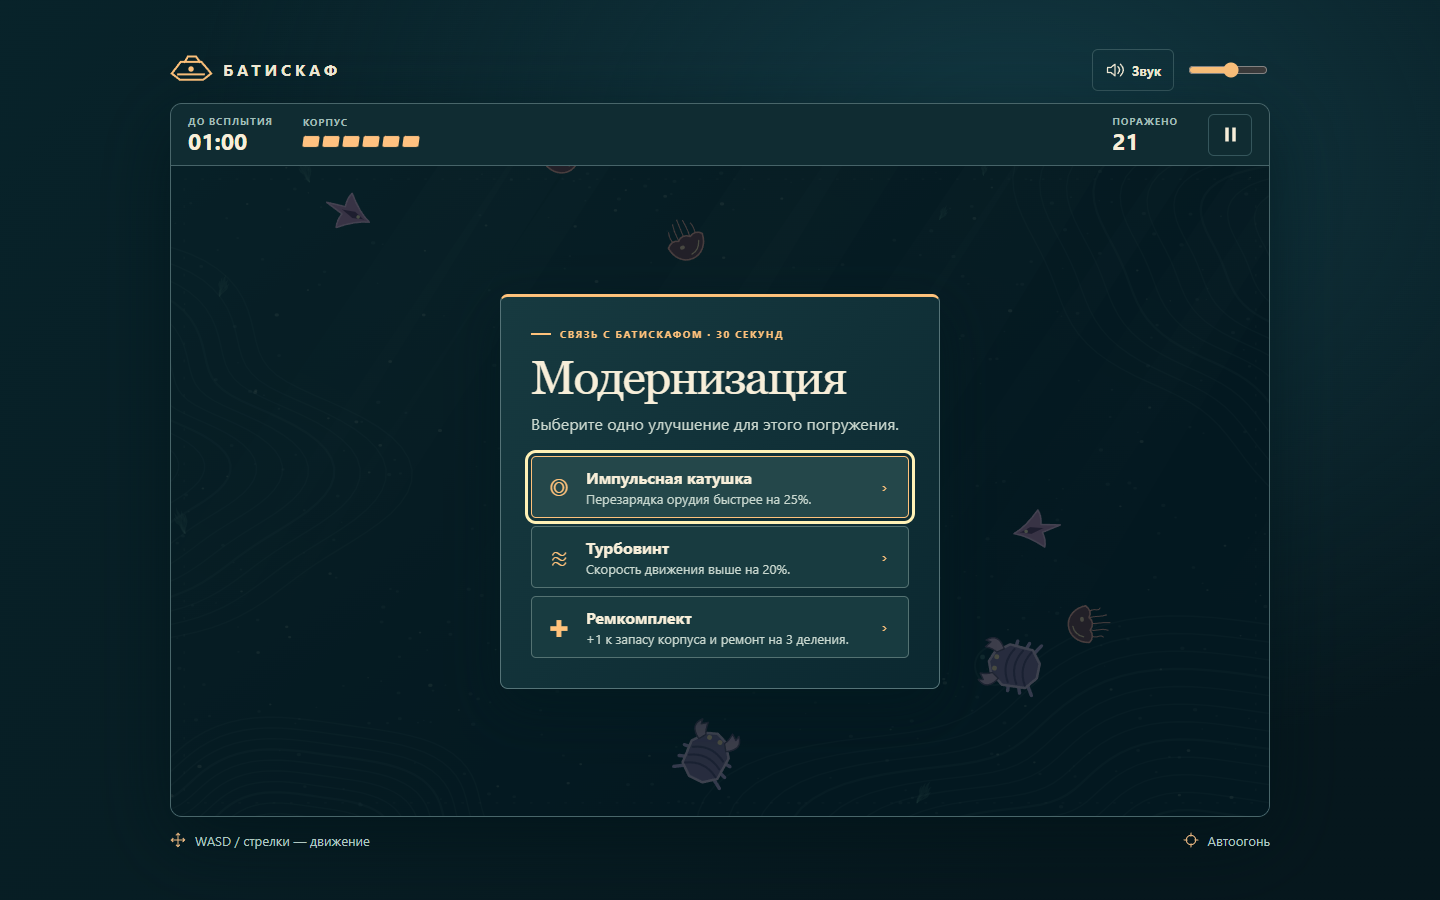 БАТИСКАФ
Звук
ДО ВСПЛЫТИЯ
01:00
КОРПУС
ПОРАЖЕНО
21
СВЯЗЬ С БАТИСКАФОМ · 30 СЕКУНД
Модернизация
Выберите одно улучшение для этого погружения.
Импульсная катушка
Перезарядка орудия быстрее на 25%.
Турбовинт
Скорость движения выше на 20%.
Ремкомплект
+1 к запасу корпуса и ремонт на 3 деления.
WASD / стрелки — движение
Автоогонь